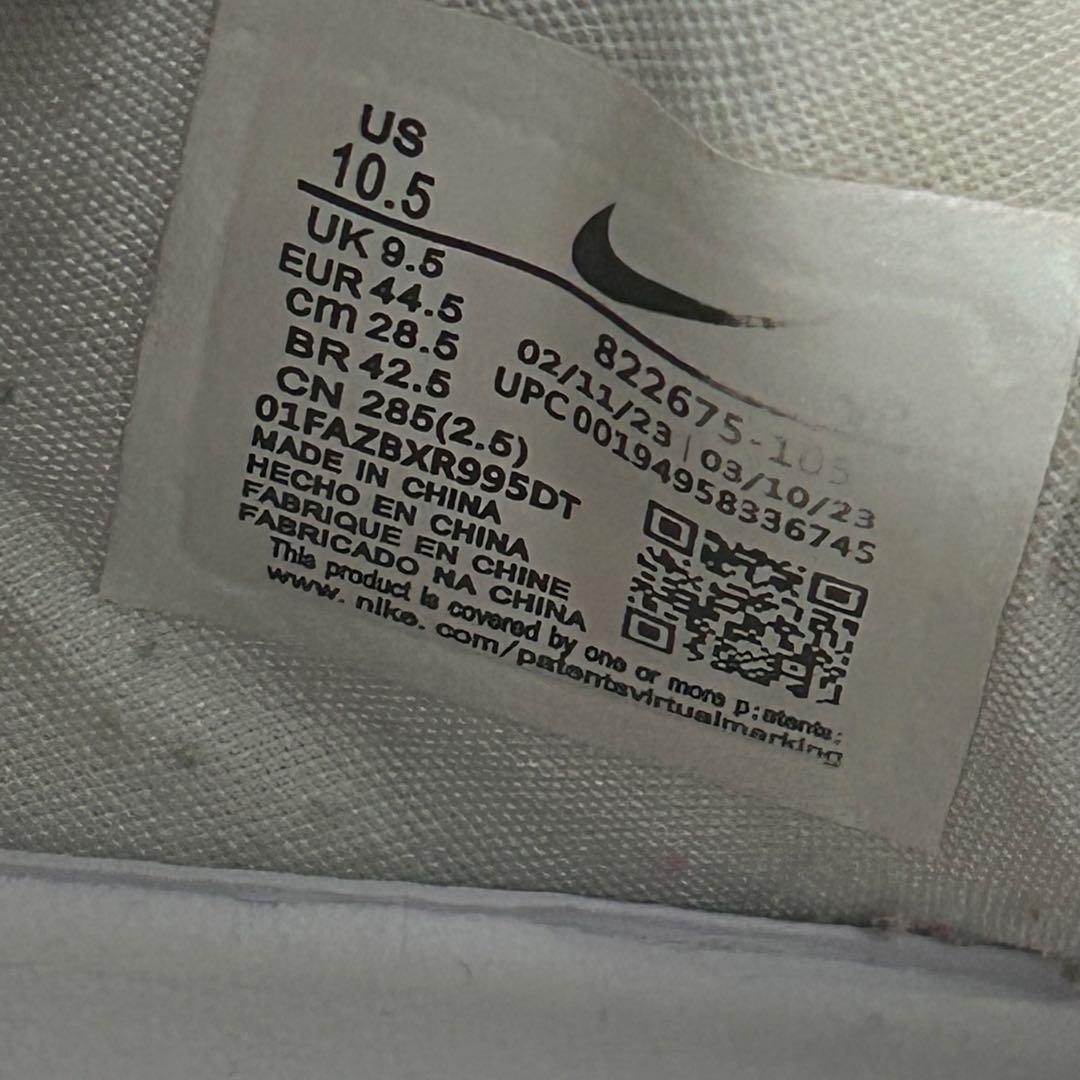 US
10.5
UK 9.5
EUR 44.5
cm 28.5
BR 42.5
CN 285(2.5)
01FAZBXR995DT
MADE IN CHINA
HECHO EN CHINA
FABRIQUE EN CHINE
FABRICADO NA CHINA
This product is covered by one or more p:atents:
www.nike.com/patentsvirtualmarking
822675-105
02/11/23 | 03/10/23
UPC 00194958336745